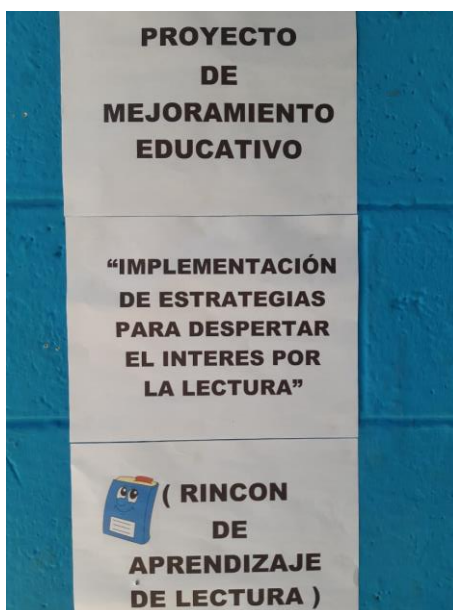 PROYECTO
DE
MEJORAMIENTO
EDUCATIVO
“IMPLEMENTACIÓN
DE ESTRATEGIAS
PARA DESPERTAR
EL INTERES POR
LA LECTURA”
( RINCON
DE
APRENDIZAJE
DE LECTURA )